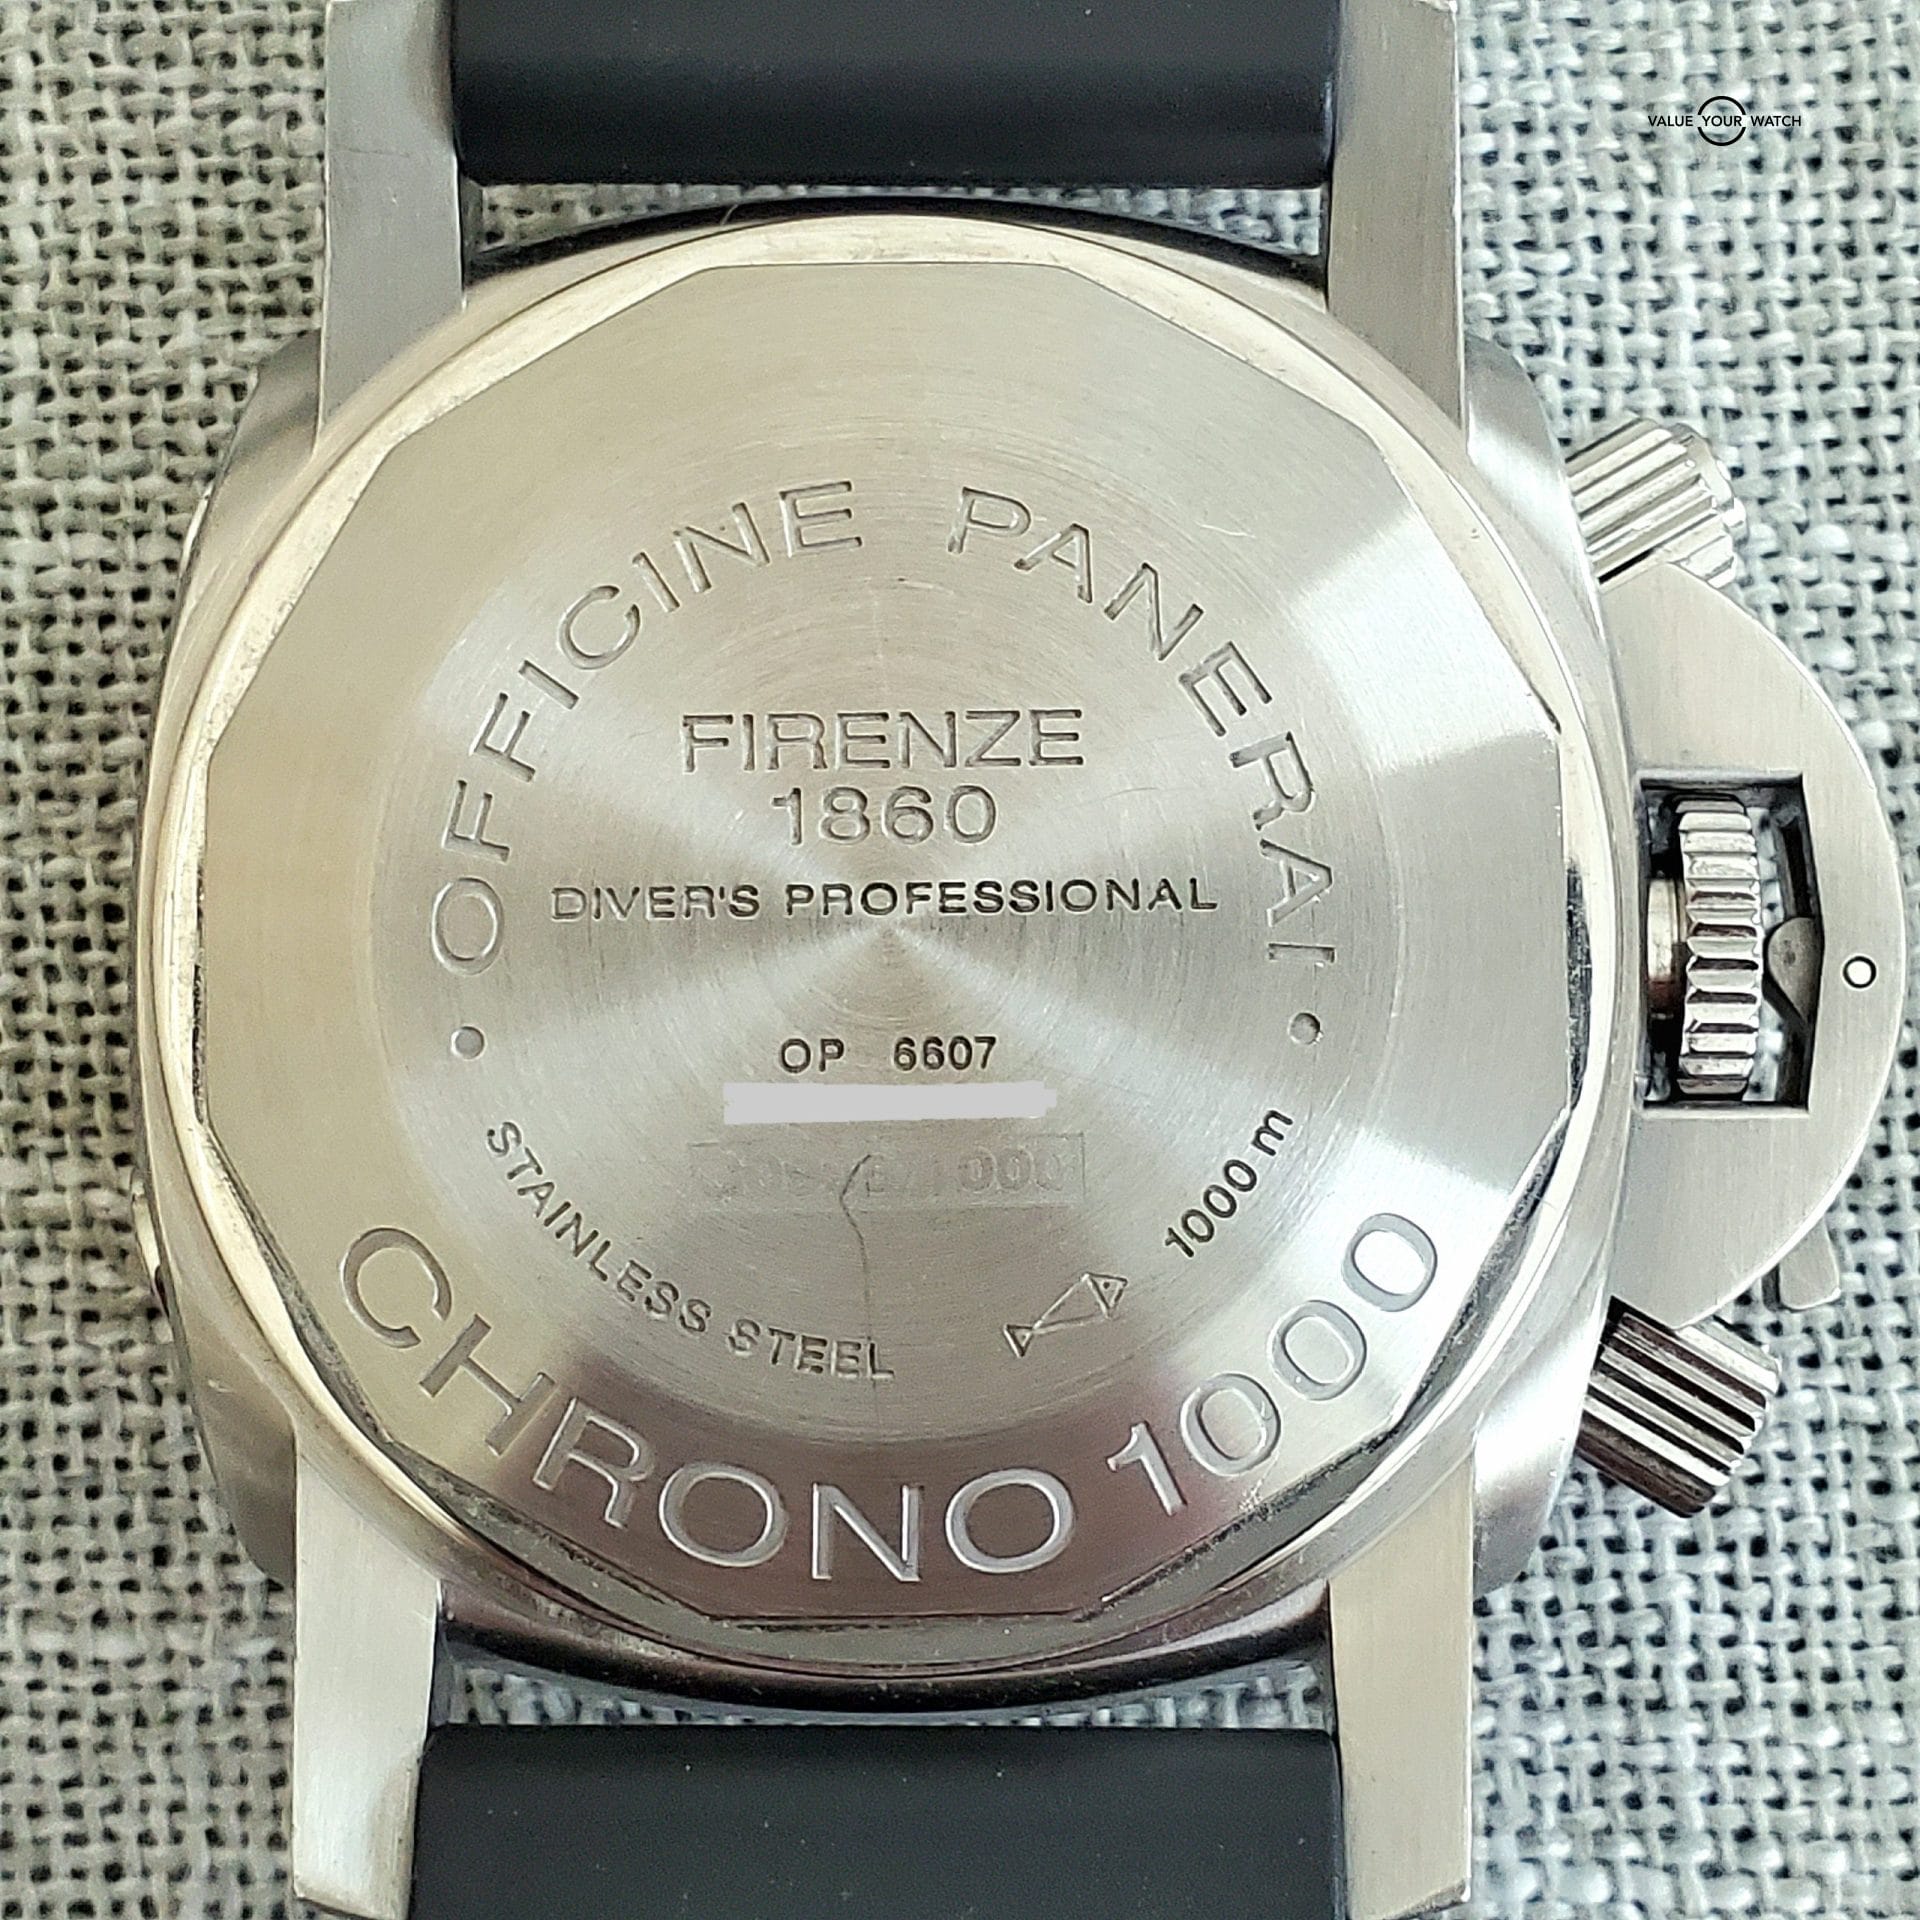 VALUE YOUR WATCH
OFFICINE PANERAI
FIRENZE
1860
DIVER'S PROFESSIONAL
OP 6607
STAINLESS STEEL
1000 m
CHRONO 1000